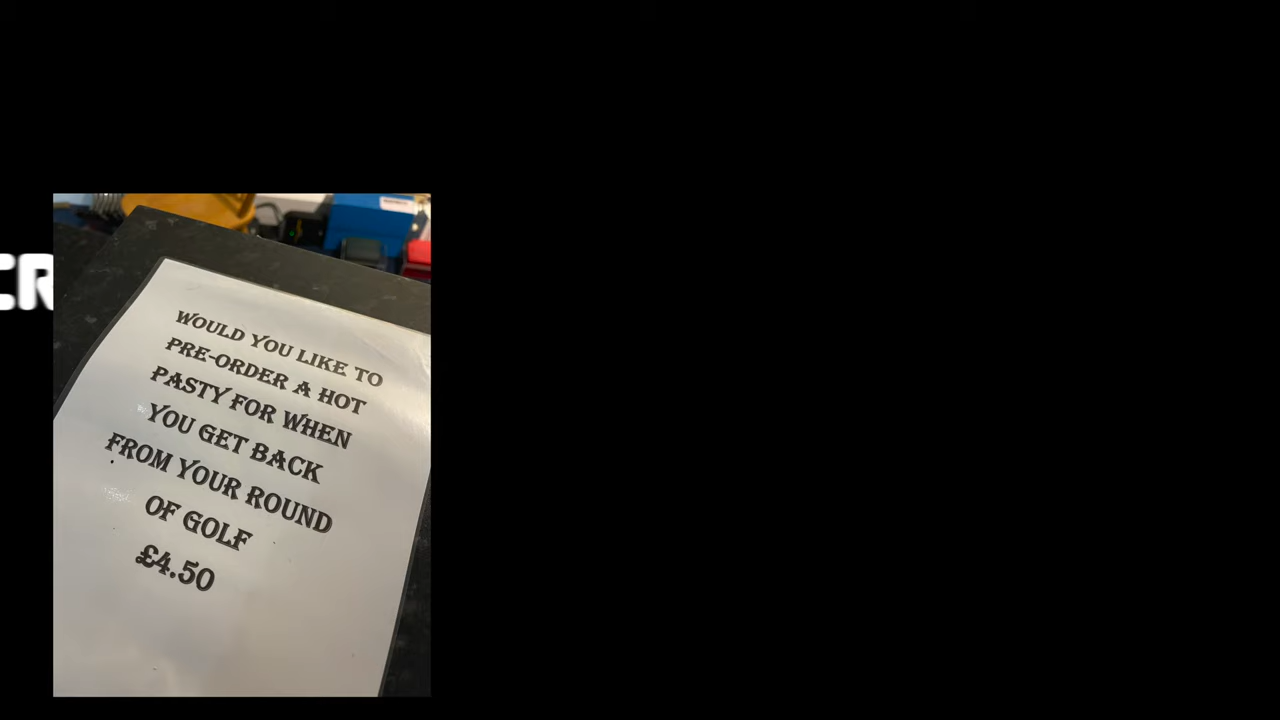 CR
WOULD YOU LIKE TO
PRE-ORDER A HOT
PASTY FOR WHEN
YOU GET BACK
FROM YOUR ROUND
OF GOLF
£4.50